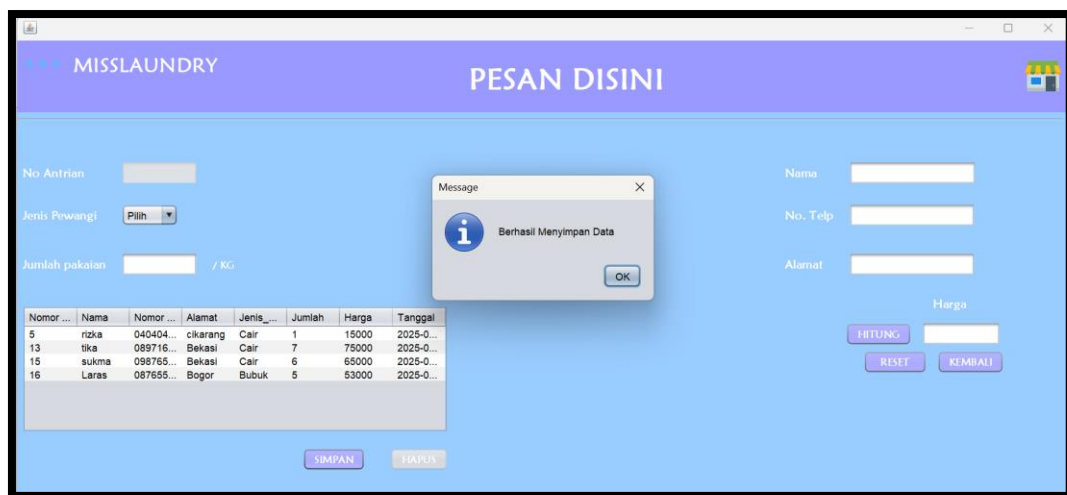 MISSLAUNDRY
PESAN DISINI
No Antrian
Jenis Pewangi
Pilih
Jumlah pakaian
/ KG
Message
Berhasil Menyimpan Data
OK
Nama
No. Telp
Alamat
Harga
HITUNG
RESET
KEMBALI
Nomor ... Nama Nomor ... Alamat Jenis_... Jumlah Harga Tanggal
5 rizka 040404... cikarang Cair 1 15000 2025-0...
13 tika 089716... Bekasi Cair 7 75000 2025-0...
15 sukma 098765... Bekasi Cair 6 65000 2025-0...
16 Laras 087655... Bogor Bubuk 5 53000 2025-0...
SIMPAN
HAPUS